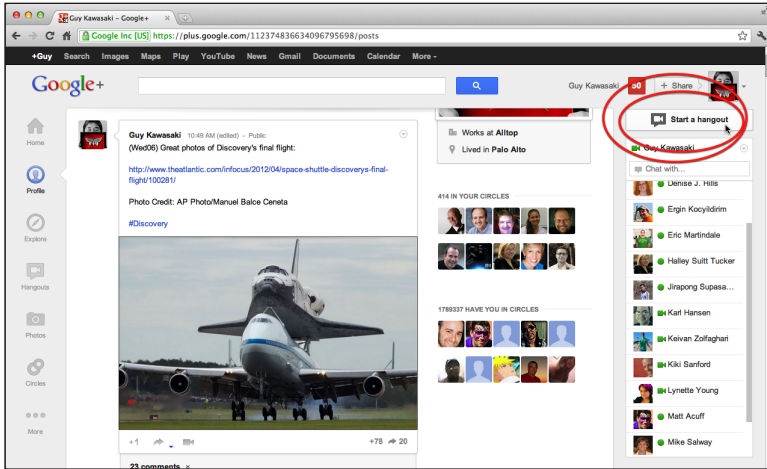 Guy Kawasaki – Google+
Google Inc [US] https://plus.google.com/112374836634096795698/posts
+Guy Search Images Maps Play YouTube News Gmail Documents Calendar More
Google+
Guy Kawasaki 50 + Share
Start a hangout
Home
Profile
Explore
Hangouts
Photos
Circles
More
Guy Kawasaki 10:49 AM (edited) - Public
(Wed06) Great photos of Discovery's final flight:
http://www.theatlantic.com/infocus/2012/04/space-shuttle-discoverys-final-
flight/100281/
Photo Credit: AP Photo/Manuel Balce Ceneta
#Discovery
+1
+78 20
23 comments
Works at Alltop
Lived in Palo Alto
414 IN YOUR CIRCLES
1789337 HAVE YOU IN CIRCLES
Guy Kawasaki
Chat with...
Denise J. Hills
Ergin Kocyildirim
Eric Martindale
Halley Suitt Tucker
Jirapong Supasa...
Karl Hansen
Keivan Zolfaghari
Kiki Sanford
Lynette Young
Matt Acuff
Mike Salway